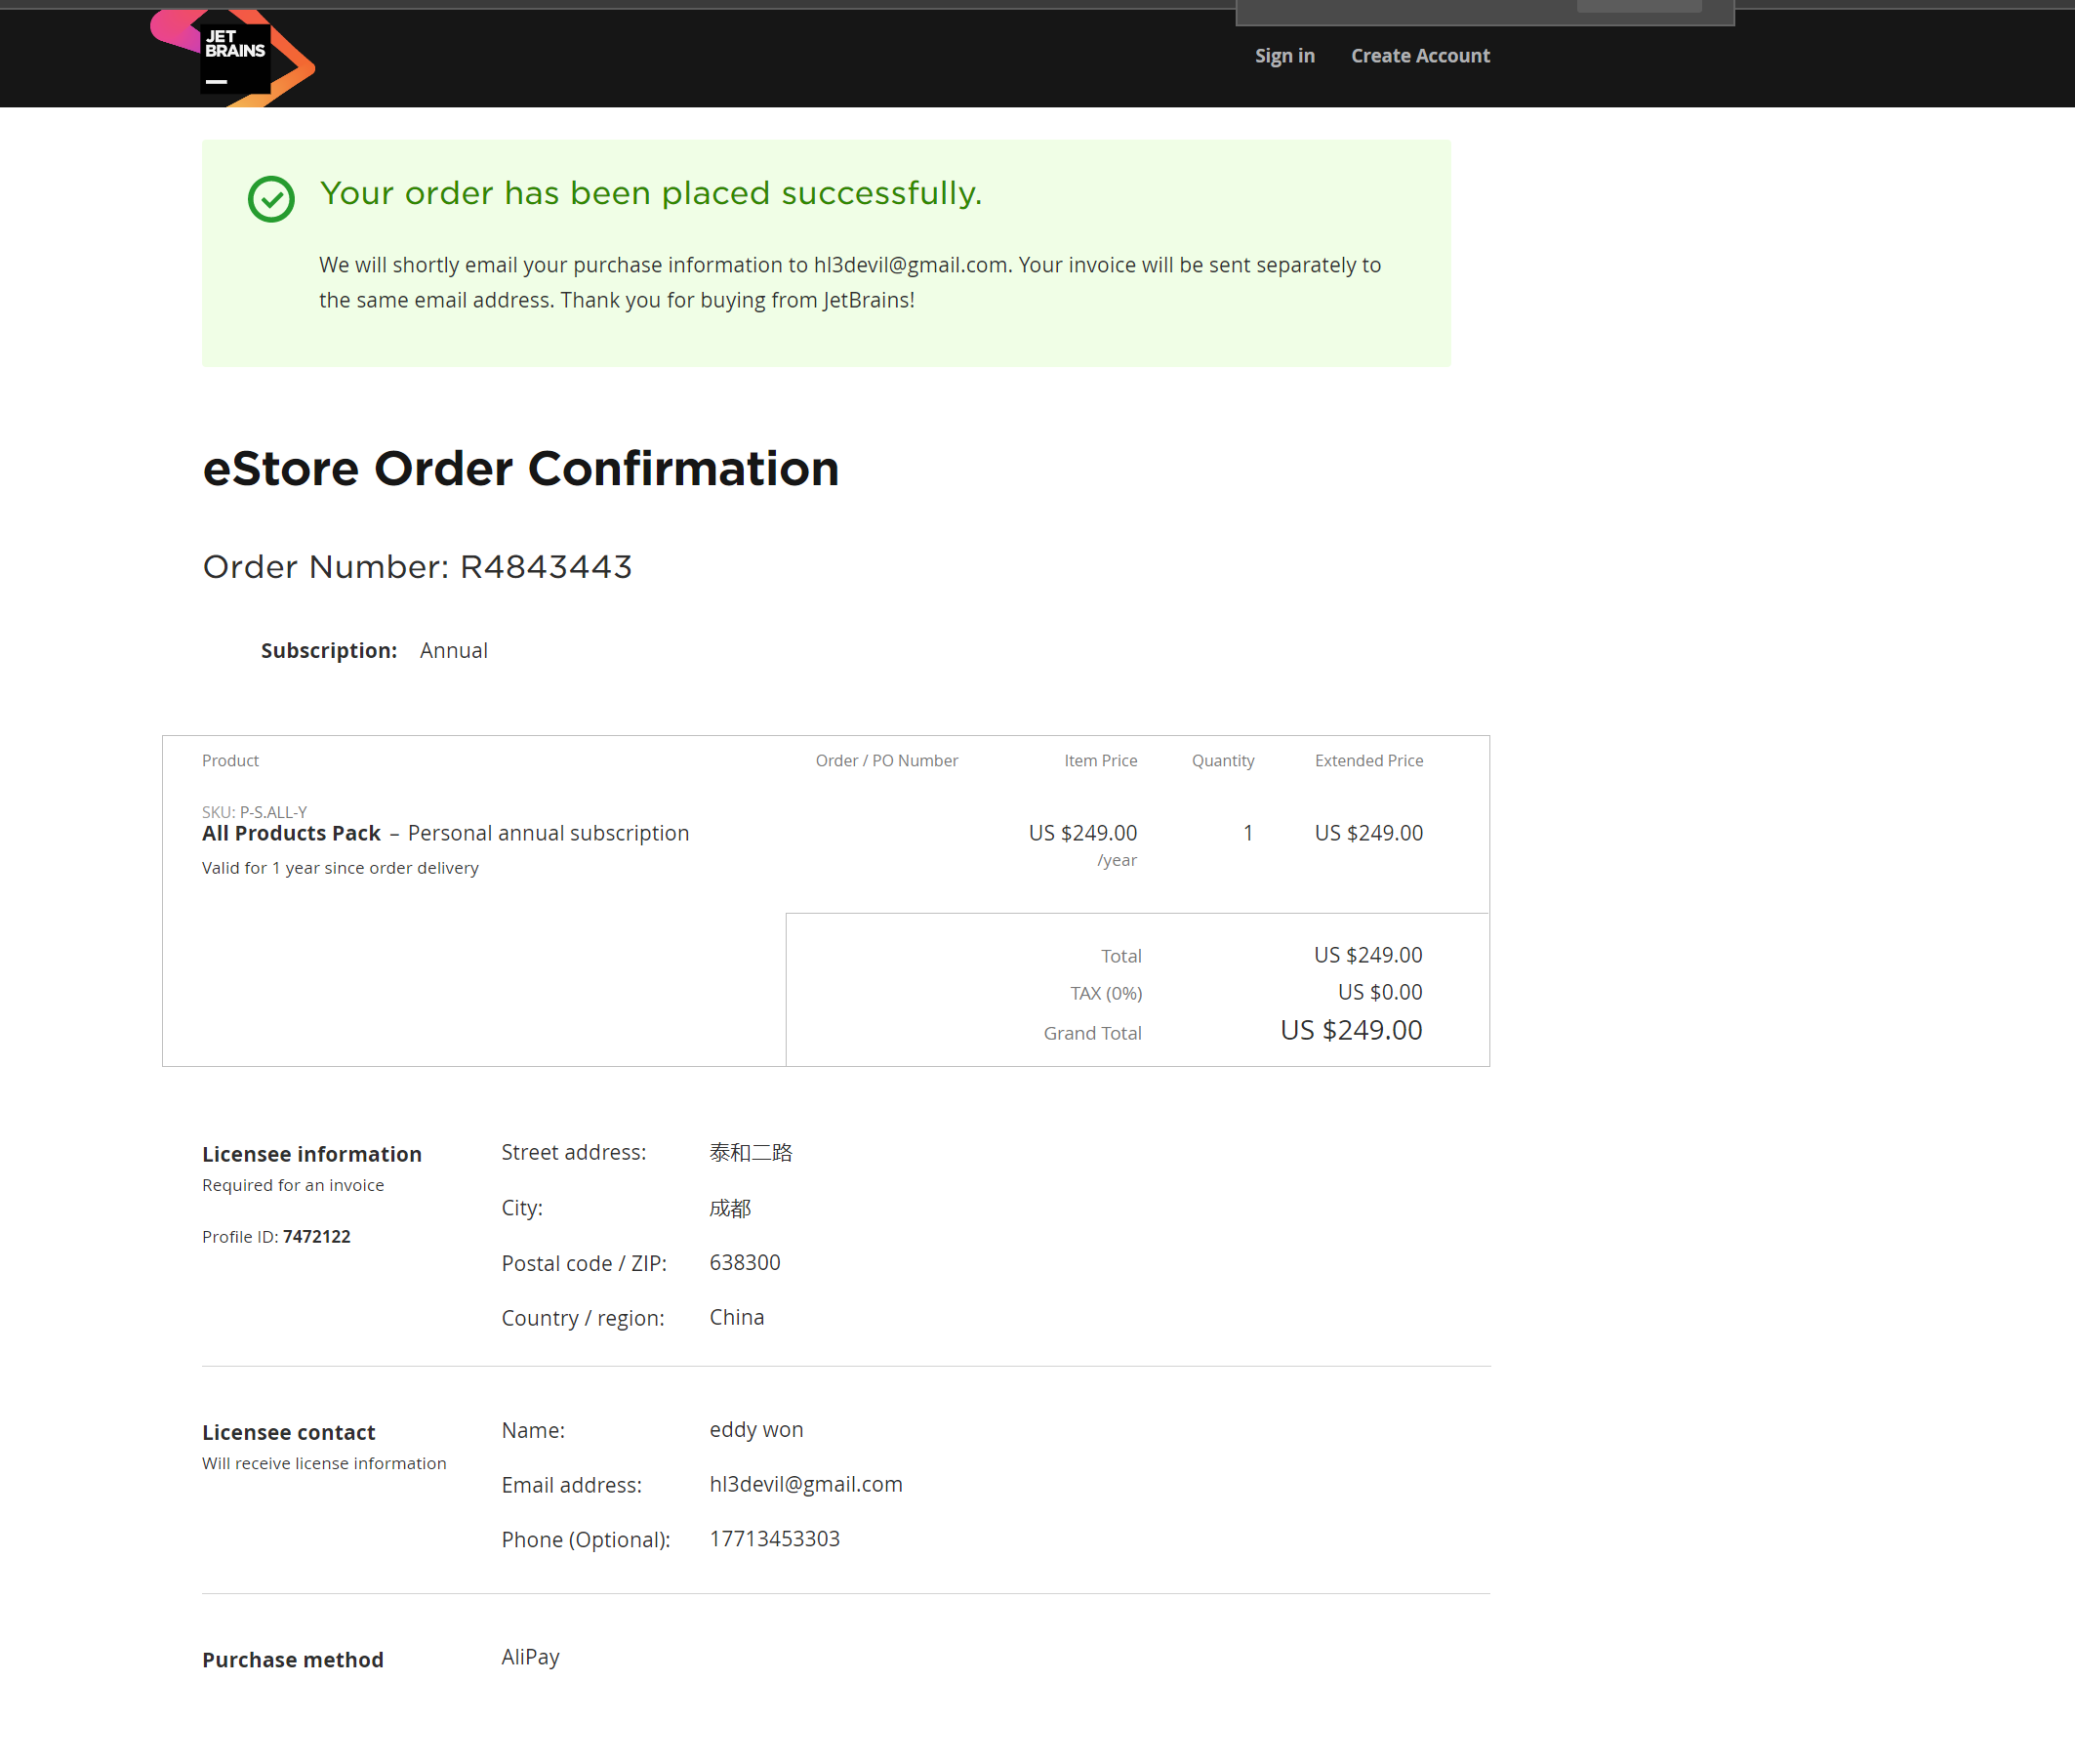 JET
BRAINS
Sign in Create Account
Your order has been placed successfully.
We will shortly email your purchase information to hl3devil@gmail.com. Your invoice will be sent separately to
the same email address. Thank you for buying from JetBrains!
eStore Order Confirmation
Order Number: R4843443
Subscription: Annual
Product Order / PO Number Item Price Quantity Extended Price
SKU: P-S.ALL-Y
All Products Pack – Personal annual subscription US $249.00 1 US $249.00
/year
Valid for 1 year since order delivery
Total US $249.00
TAX (0%) US $0.00
Grand Total US $249.00
Licensee information
Required for an invoice
Profile ID: 7472122
Street address: 泰和二路
City: 成都
Postal code / ZIP: 638300
Country / region: China
Licensee contact
Will receive license information
Name: eddy won
Email address: hl3devil@gmail.com
Phone (Optional): 17713453303
Purchase method AliPay